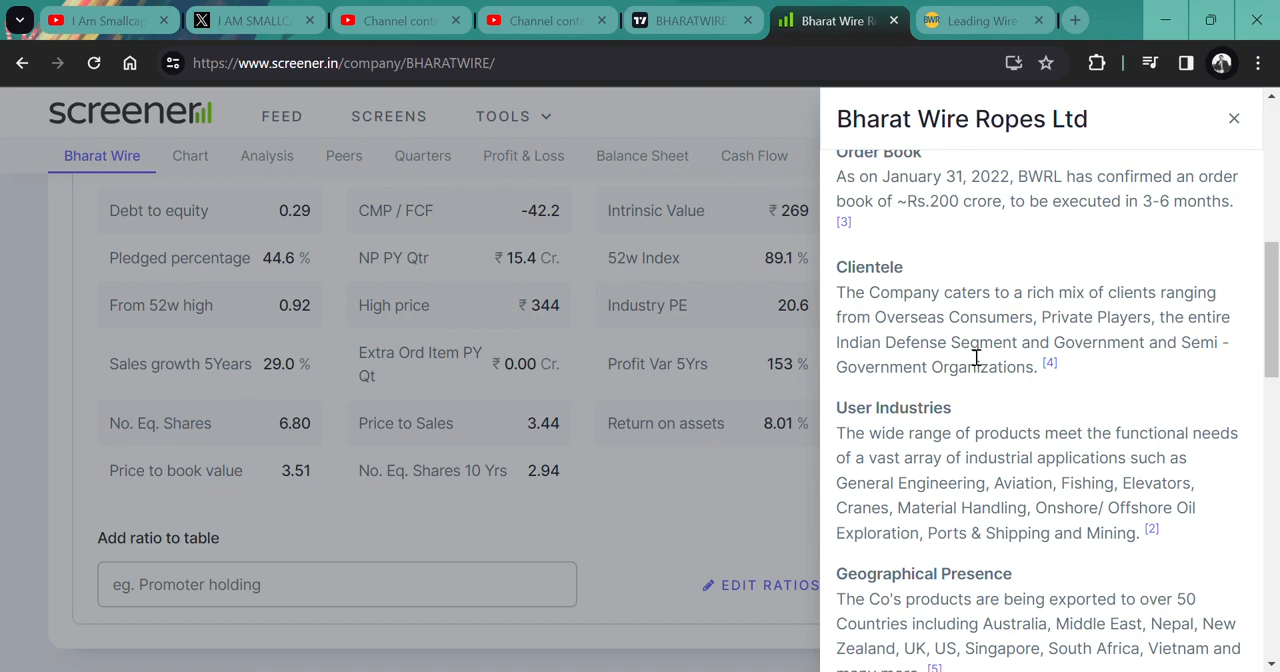 I Am Smallcap
I AM SMALLC
Channel conte
Channel conte
BHARATWIRE
Bharat Wire R
BWR Leading Wire
https://www.screener.in/company/BHARATWIRE/
screener
FEED SCREENS TOOLS
Bharat Wire Chart Analysis Peers Quarters Profit & Loss Balance Sheet Cash Flow
Debt to equity 0.29 CMP / FCF -42.2 Intrinsic Value ₹ 269
Pledged percentage 44.6 % NP PY Qtr ₹ 15.4 Cr. 52w Index 89.1 %
From 52w high 0.92 High price ₹ 344 Industry PE 20.6
Sales growth 5Years 29.0 % Extra Ord Item PY Qt ₹ 0.00 Cr. Profit Var 5Yrs 153 %
No. Eq. Shares 6.80 Price to Sales 3.44 Return on assets 8.01 %
Price to book value 3.51 No. Eq. Shares 10 Yrs 2.94
Add ratio to table
eg. Promoter holding
EDIT RATIOS
Bharat Wire Ropes Ltd
Order Book
As on January 31, 2022, BWRL has confirmed an order
book of ~Rs.200 crore, to be executed in 3-6 months.
[3]
Clientele
The Company caters to a rich mix of clients ranging
from Overseas Consumers, Private Players, the entire
Indian Defense Segment and Government and Semi -
Government Organizations. [4]
User Industries
The wide range of products meet the functional needs
of a vast array of industrial applications such as
General Engineering, Aviation, Fishing, Elevators,
Cranes, Material Handling, Onshore/ Offshore Oil
Exploration, Ports & Shipping and Mining. [2]
Geographical Presence
The Co's products are being exported to over 50
Countries including Australia, Middle East, Nepal, New
Zealand, UK, US, Singapore, South Africa, Vietnam and
many more. [5]